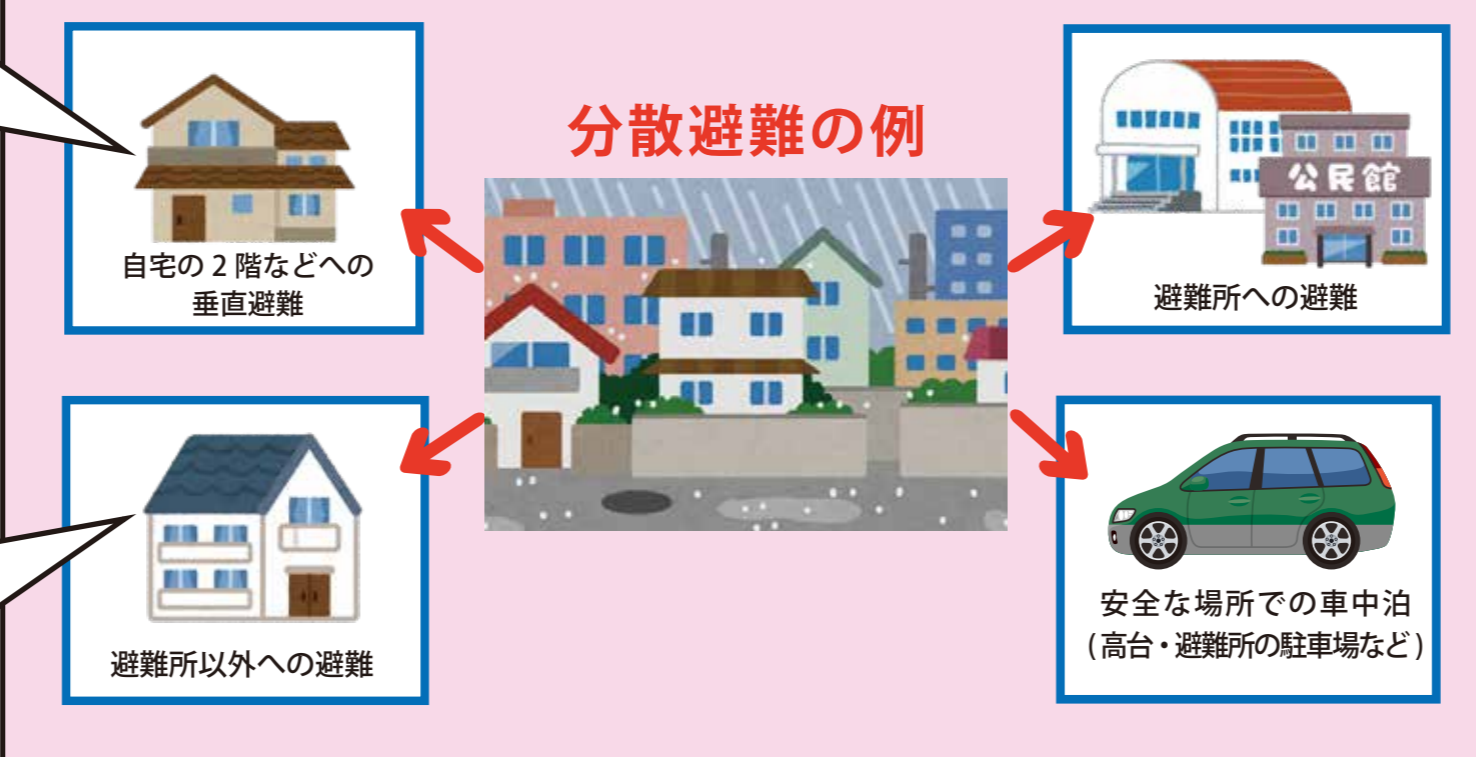 分散避難の例
自宅の2階などへの
垂直避難
公民館
避難所への避難
避難所以外への避難
安全な場所での車中泊
(高台・避難所の駐車場など)